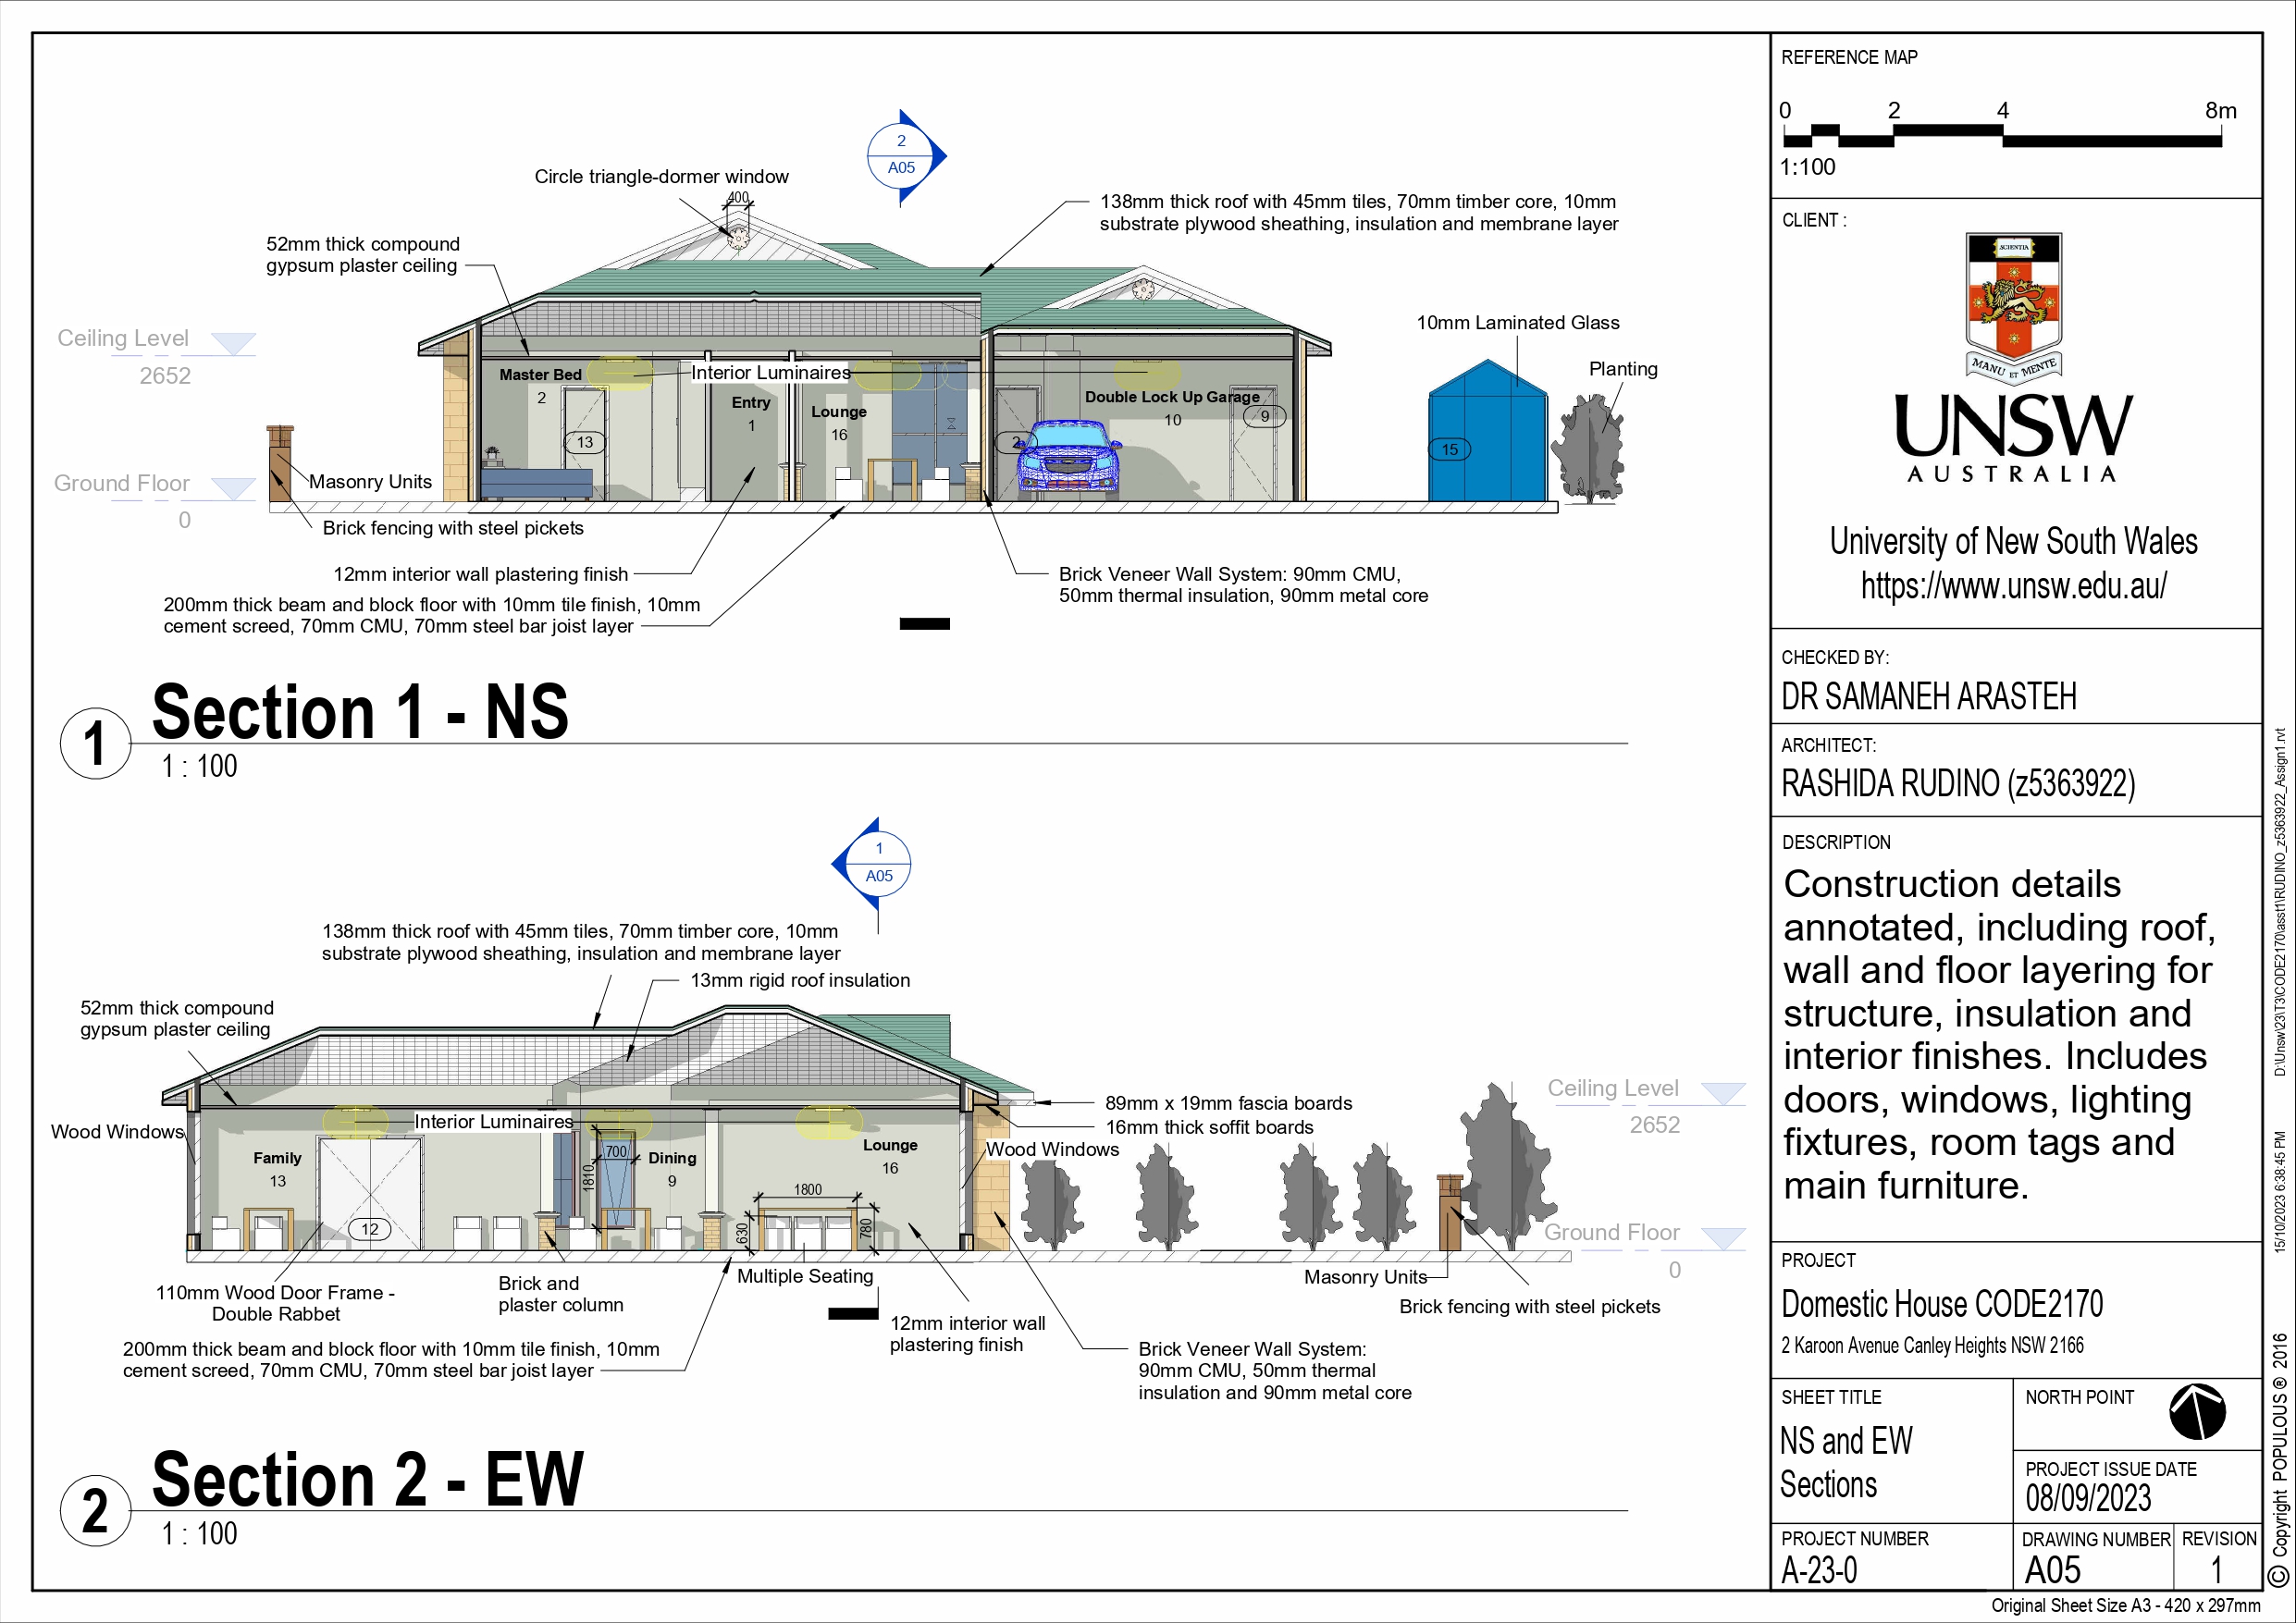 2
A05
Circle triangle-dormer window
400
138mm thick roof with 45mm tiles, 70mm timber core, 10mm
substrate plywood sheathing, insulation and membrane layer
52mm thick compound
gypsum plaster ceiling
Ceiling Level
2652
10mm Laminated Glass
Planting
Master Bed
2
Interior Luminaires
Entry
1
Lounge
16
Double Lock Up Garage
10
9
13
2
15
Ground Floor
0
Masonry Units
Brick fencing with steel pickets
12mm interior wall plastering finish
200mm thick beam and block floor with 10mm tile finish, 10mm
cement screed, 70mm CMU, 70mm steel bar joist layer
Brick Veneer Wall System: 90mm CMU,
50mm thermal insulation, 90mm metal core
1
Section 1 - NS
1 : 100
1
A05
138mm thick roof with 45mm tiles, 70mm timber core, 10mm
substrate plywood sheathing, insulation and membrane layer
13mm rigid roof insulation
52mm thick compound
gypsum plaster ceiling
Ceiling Level
2652
89mm x 19mm fascia boards
16mm thick soffit boards
Wood Windows
Interior Luminaires
Wood Windows
Family
13
700
1810
Dining
9
Lounge
16
1800
630
780
12
Ground Floor
0
Multiple Seating
Masonry Units
Brick fencing with steel pickets
110mm Wood Door Frame -
Double Rabbet
Brick and
plaster column
12mm interior wall
plastering finish
200mm thick beam and block floor with 10mm tile finish, 10mm
cement screed, 70mm CMU, 70mm steel bar joist layer
Brick Veneer Wall System:
90mm CMU, 50mm thermal
insulation and 90mm metal core
2
Section 2 - EW
1 : 100
REFERENCE MAP
0 2 4 8m
1:100
CLIENT :
SCIENTIA
MANU ET MENTE
UNSW
AUSTRALIA
University of New South Wales
https://www.unsw.edu.au/
CHECKED BY:
DR SAMANEH ARASTEH
ARCHITECT:
RASHIDA RUDINO (z5363922)
DESCRIPTION
Construction details
annotated, including roof,
wall and floor layering for
structure, insulation and
interior finishes. Includes
doors, windows, lighting
fixtures, room tags and
main furniture.
PROJECT
Domestic House CODE2170
2 Karoon Avenue Canley Heights NSW 2166
SHEET TITLE
NS and EW
Sections
NORTH POINT
PROJECT ISSUE DATE
08/09/2023
PROJECT NUMBER
A-23-0
DRAWING NUMBER
A05
REVISION
1
Original Sheet Size A3 - 420 x 297mm
© Copyright POPULOUS ® 2016
15/10/2023 6:38:45 PM
D:\Unsw\23\T3\CODE2170\asst1\RUDINO_z5363922_Assign1.rvt